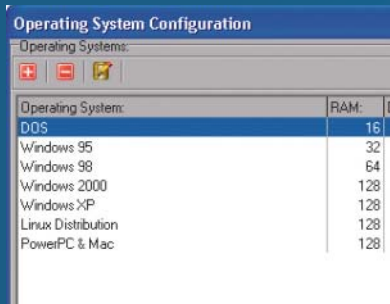 Operating System Configuration
Operating Systems:
Operating System: RAM:
DOS 16
Windows 95 32
Windows 98 64
Windows 2000 128
Windows XP 128
Linux Distribution 128
PowerPC & Mac 128